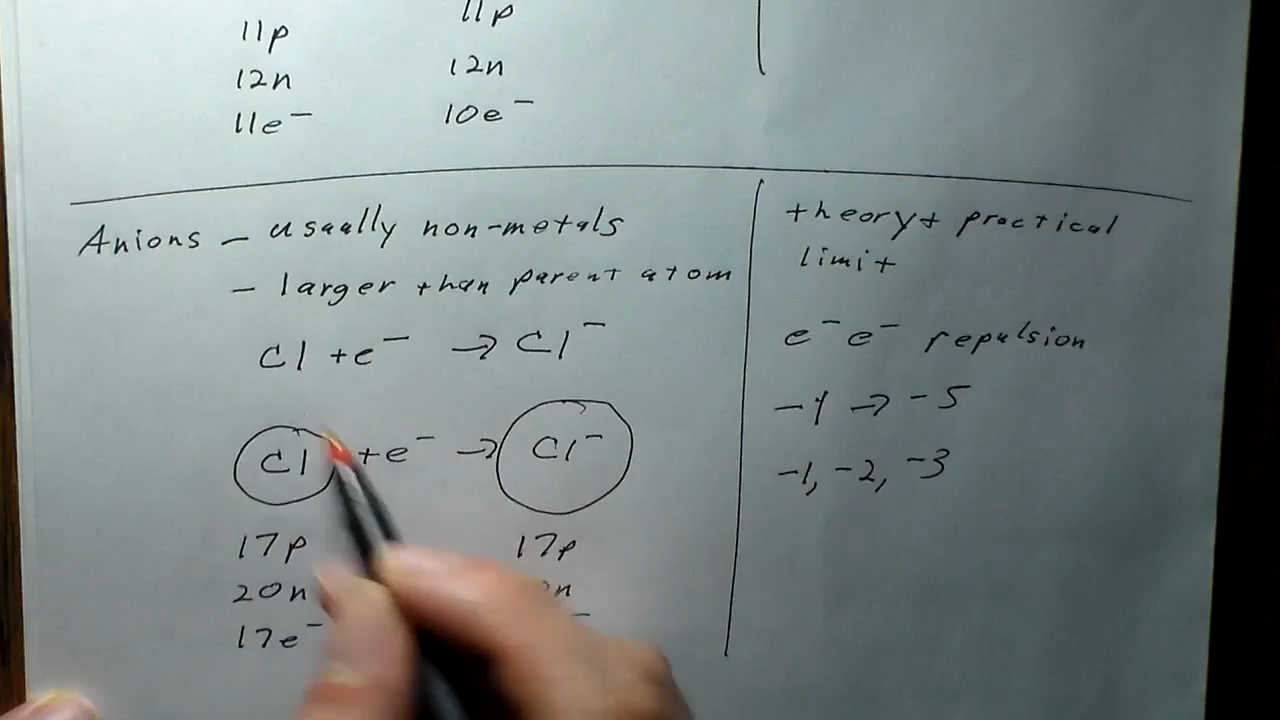 11p 11p
12n 12n
11e⁻ 10e⁻
Anions – usually non-metals
– larger than parent atom
Cl + e⁻ → Cl⁻
Cl + e⁻ → Cl⁻
17p 17p
20n n
17e⁻
theory + practical
limit
e⁻ e⁻ repulsion
-1 → -5
-1, -2, -3